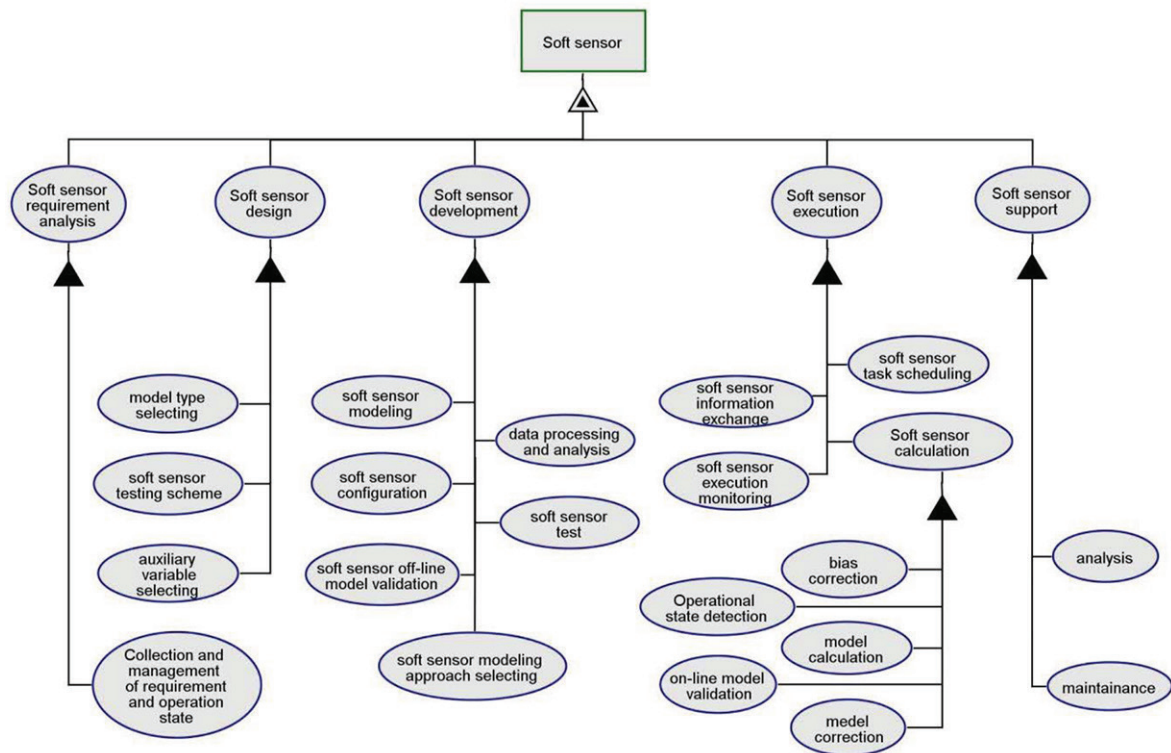 Soft sensor
Soft sensor
requirement
analysis
Soft sensor
design
Soft sensor
development
Soft sensor
execution
Soft sensor
support
model type
selecting
soft sensor
testing scheme
auxiliary
variable
selecting
Collection and
management
of requirement
and operation
state
soft sensor
modeling
data processing
and analysis
soft sensor
configuration
soft sensor
test
soft sensor off-line
model validation
soft sensor modeling
approach selecting
soft sensor
task scheduling
soft sensor
information
exchange
Soft sensor
calculation
soft sensor
execution
monitoring
bias
correction
Operational
state detection
model
calculation
on-line model
validation
medel
correction
analysis
maintainance